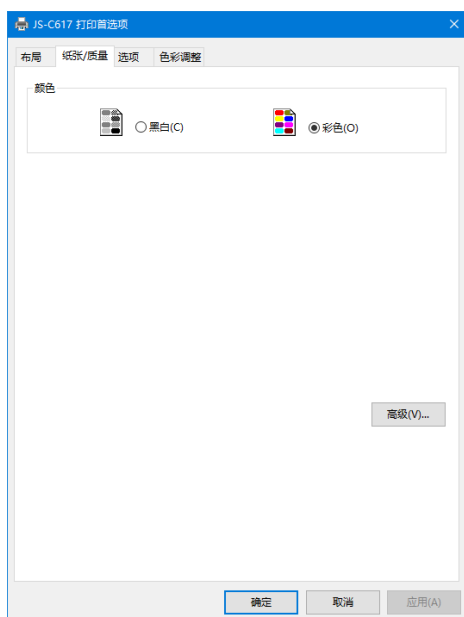 JS-C617 打印首选项
布局 纸张/质量 选项 色彩调整
颜色
黑白(C) 彩色(O)
高级(V)...
确定 取消 应用(A)